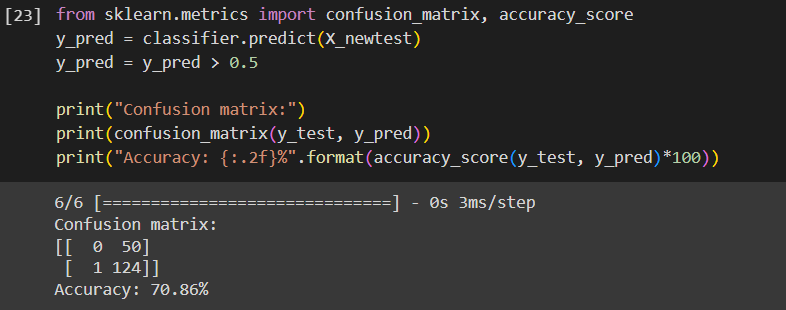 [23] from sklearn.metrics import confusion_matrix, accuracy_score
y_pred = classifier.predict(X_newtest)
y_pred = y_pred > 0.5

print("Confusion matrix:")
print(confusion_matrix(y_test, y_pred))
print("Accuracy: {:.2f}%".format(accuracy_score(y_test, y_pred)*100))

6/6 [==============================] - 0s 3ms/step
Confusion matrix:
[[  0  50]
 [  1 124]]
Accuracy: 70.86%